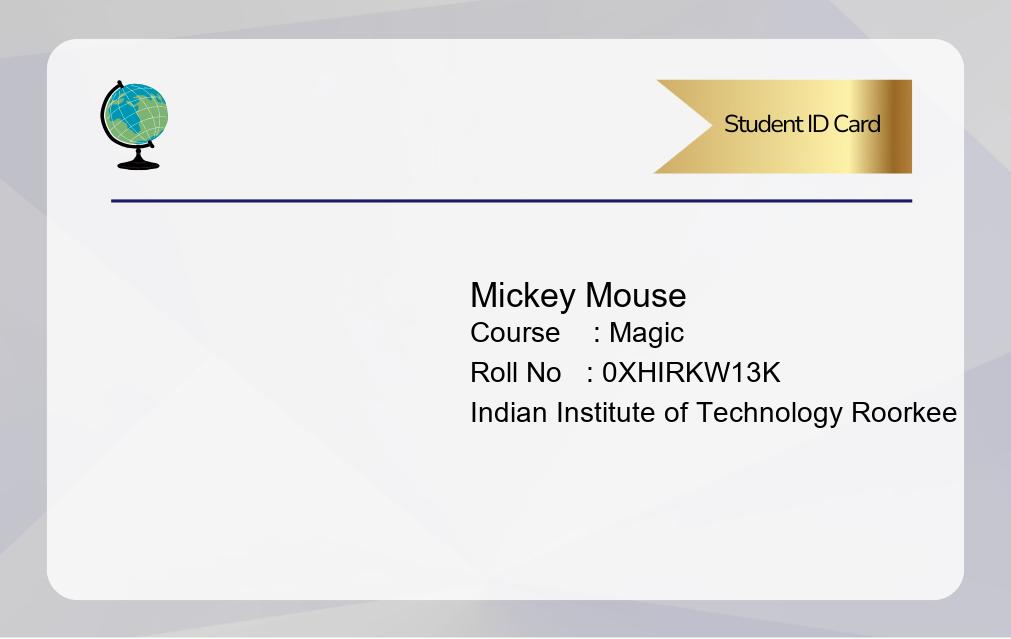 Student ID Card
Mickey Mouse
Course : Magic
Roll No : 0XHIRKW13K
Indian Institute of Technology Roorkee